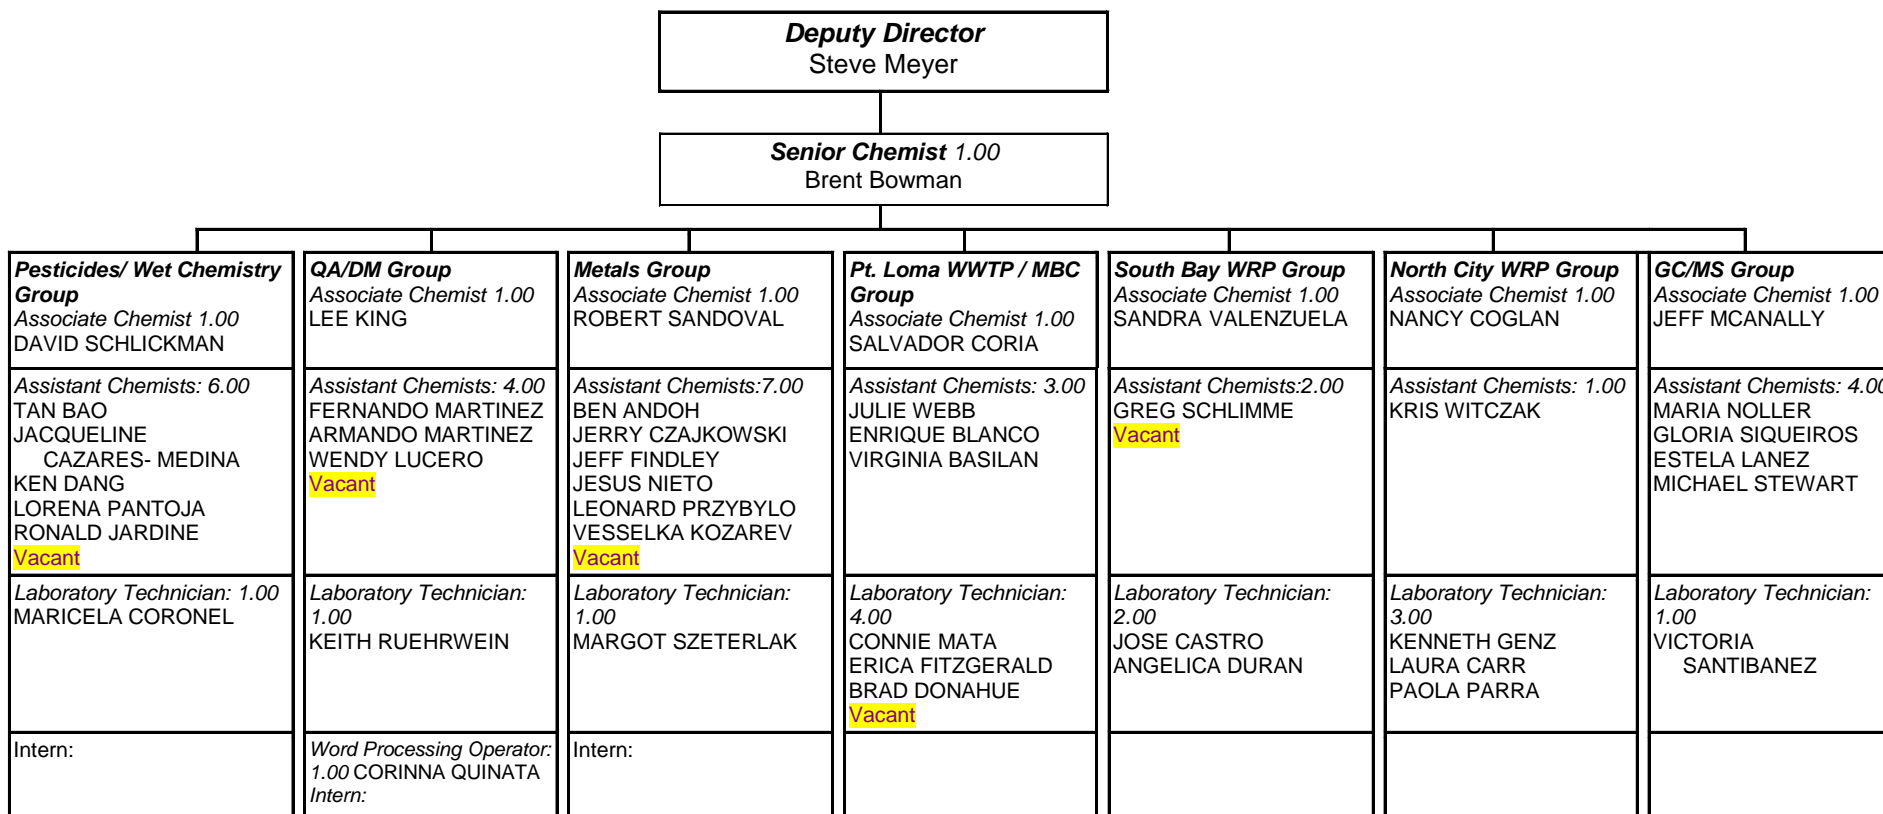 Deputy Director
Steve Meyer
Senior Chemist 1.00
Brent Bowman
Pesticides/ Wet Chemistry
Group
Associate Chemist 1.00
DAVID SCHLICKMAN
Assistant Chemists: 6.00
TAN BAO
JACQUELINE
CAZARES- MEDINA
KEN DANG
LORENA PANTOJA
RONALD JARDINE
Vacant
Laboratory Technician: 1.00
MARICELA CORONEL
Intern:
QA/DM Group
Associate Chemist 1.00
LEE KING
Assistant Chemists: 4.00
FERNANDO MARTINEZ
ARMANDO MARTINEZ
WENDY LUCERO
Vacant
Laboratory Technician:
1.00
KEITH RUEHRWEIN
Word Processing Operator:
1.00 CORINNA QUINATA
Intern:
Metals Group
Associate Chemist 1.00
ROBERT SANDOVAL
Assistant Chemists:7.00
BEN ANDOH
JERRY CZAJKOWSKI
JEFF FINDLEY
JESUS NIETO
LEONARD PRZYBYLO
VESSELKA KOZAREV
Vacant
Laboratory Technician:
1.00
MARGOT SZETERLAK
Intern:
Pt. Loma WWTP / MBC
Group
Associate Chemist 1.00
SALVADOR CORIA
Assistant Chemists: 3.00
JULIE WEBB
ENRIQUE BLANCO
VIRGINIA BASILAN
Laboratory Technician:
4.00
CONNIE MATA
ERICA FITZGERALD
BRAD DONAHUE
Vacant
South Bay WRP Group
Associate Chemist 1.00
SANDRA VALENZUELA
Assistant Chemists:2.00
GREG SCHLIMME
Vacant
Laboratory Technician:
2.00
JOSE CASTRO
ANGELICA DURAN
North City WRP Group
Associate Chemist 1.00
NANCY COGLAN
Assistant Chemists: 1.00
KRIS WITCZAK
Laboratory Technician:
3.00
KENNETH GENZ
LAURA CARR
PAOLA PARRA
GC/MS Group
Associate Chemist 1.00
JEFF MCANALLY
Assistant Chemists: 4.00
MARIA NOLLER
GLORIA SIQUEIROS
ESTELA LANEZ
MICHAEL STEWART
Laboratory Technician:
1.00
VICTORIA
SANTIBANEZ